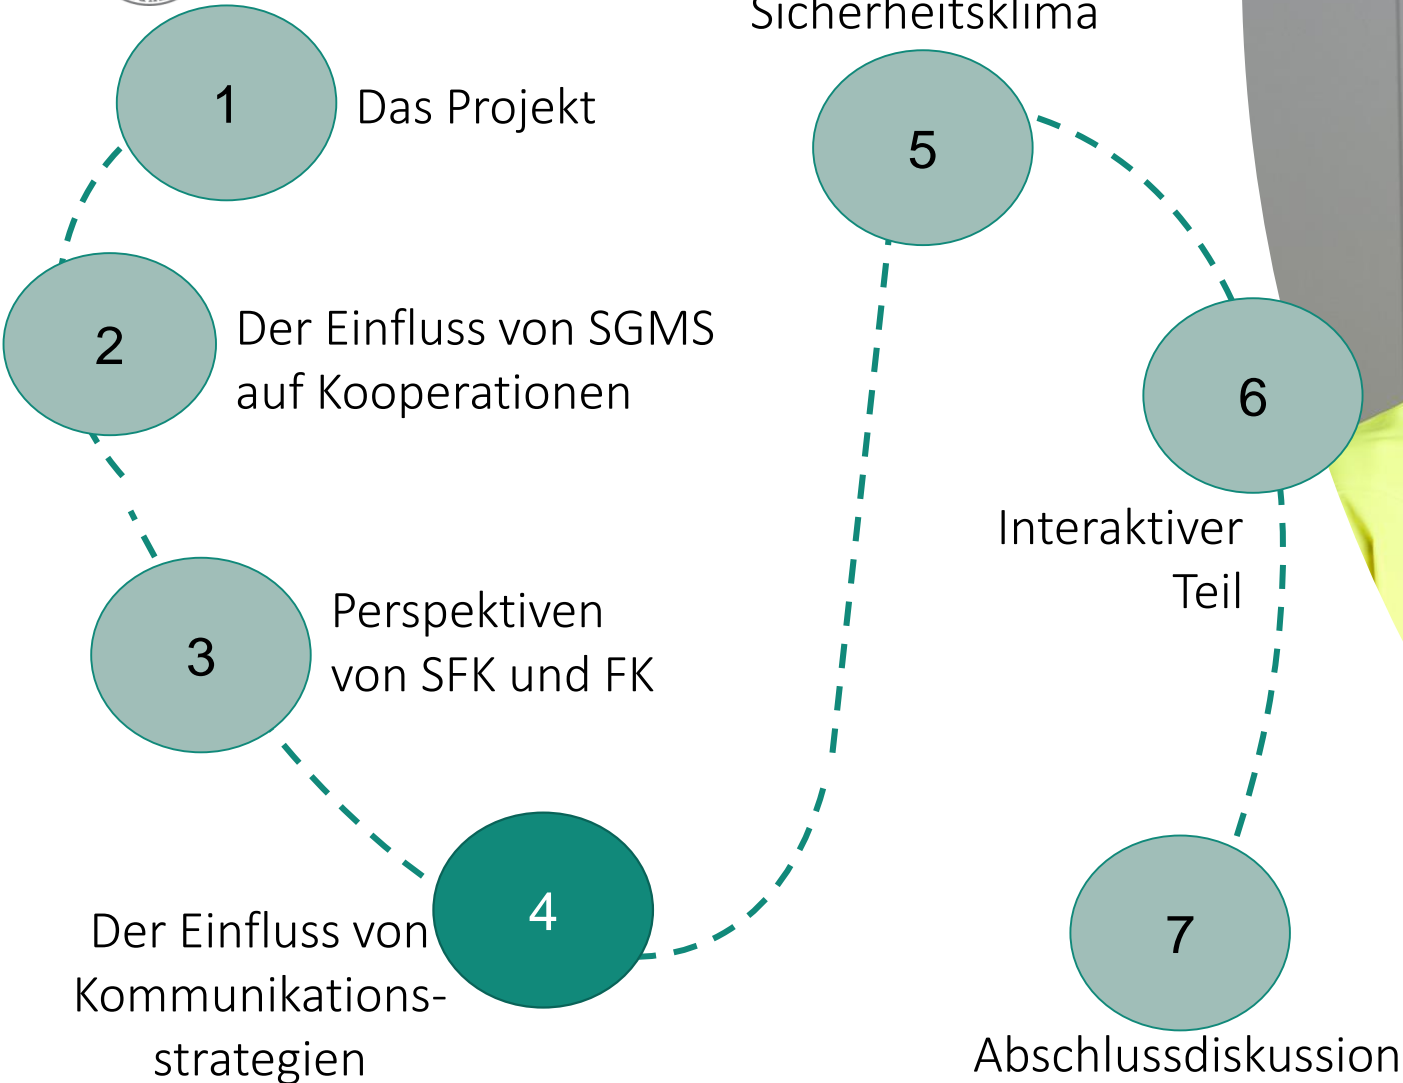 1
Das Projekt
2
Der Einfluss von SGMS
auf Kooperationen
3
Perspektiven
von SFK und FK
4
Der Einfluss von
Kommunikations-
strategien
Sicherheitsklima
5
6
Interaktiver
Teil
7
Abschlussdiskussion